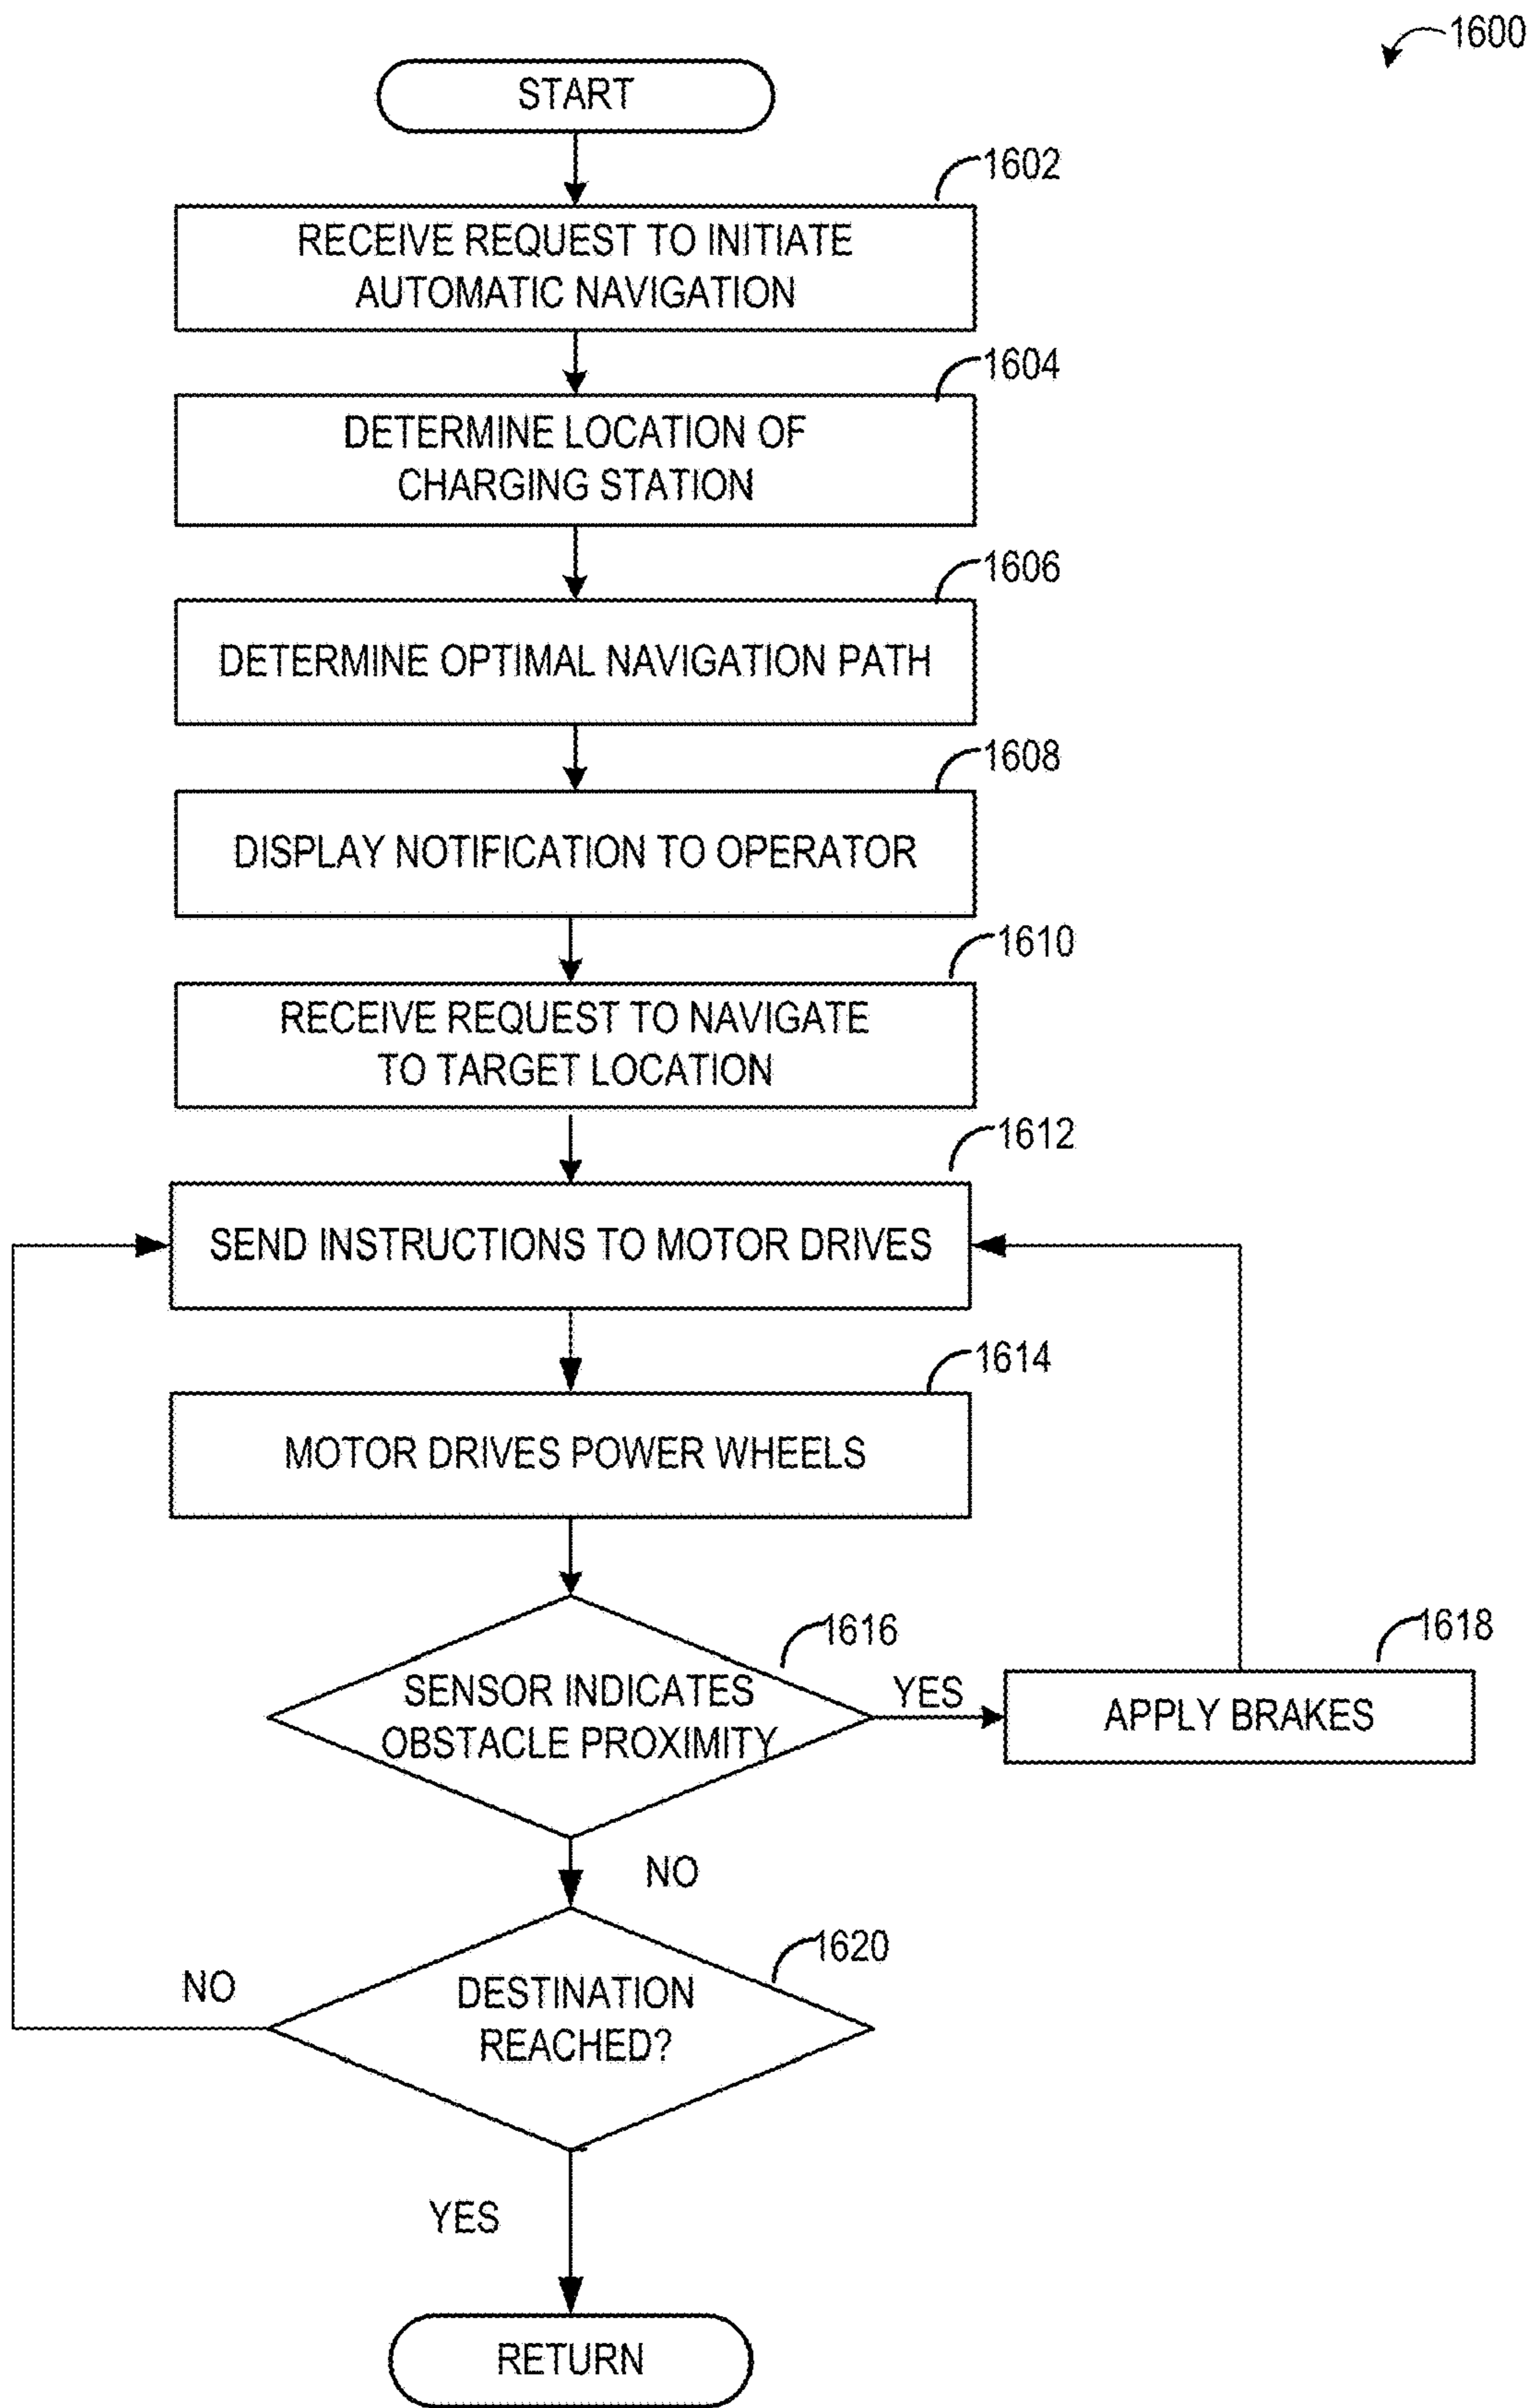 1600
START
1602
RECEIVE REQUEST TO INITIATE
AUTOMATIC NAVIGATION
1604
DETERMINE LOCATION OF
CHARGING STATION
1606
DETERMINE OPTIMAL NAVIGATION PATH
1608
DISPLAY NOTIFICATION TO OPERATOR
1610
RECEIVE REQUEST TO NAVIGATE
TO TARGET LOCATION
1612
SEND INSTRUCTIONS TO MOTOR DRIVES
1614
MOTOR DRIVES POWER WHEELS
1616
SENSOR INDICATES
OBSTACLE PROXIMITY
YES
1618
APPLY BRAKES
NO
1620
DESTINATION
REACHED?
NO
YES
RETURN